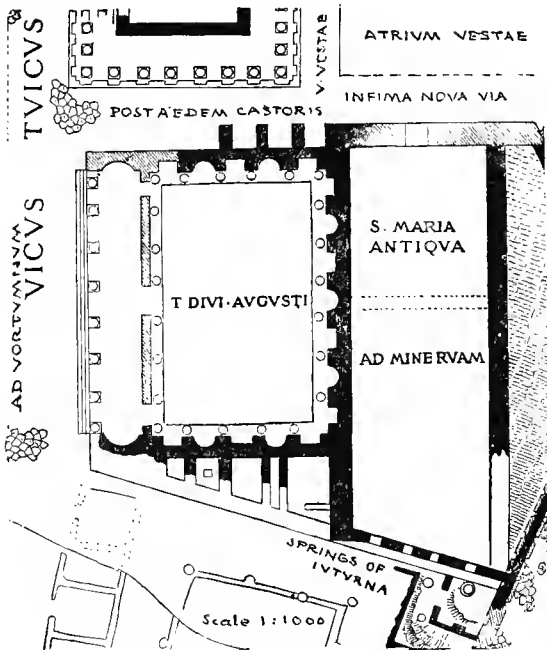 ATRIVM VESTAE
V. VESTAE
TVICVS
POST AEDEM CASTORIS
INFIMA NOVA VIA
S. MARIA
ANTIQVA
T DIVI·AVGVSTI
AD VORTVMNVM
VICVS
AD MINERVAM
SPRINGS OF
IVTVRNA
Scale 1:1000